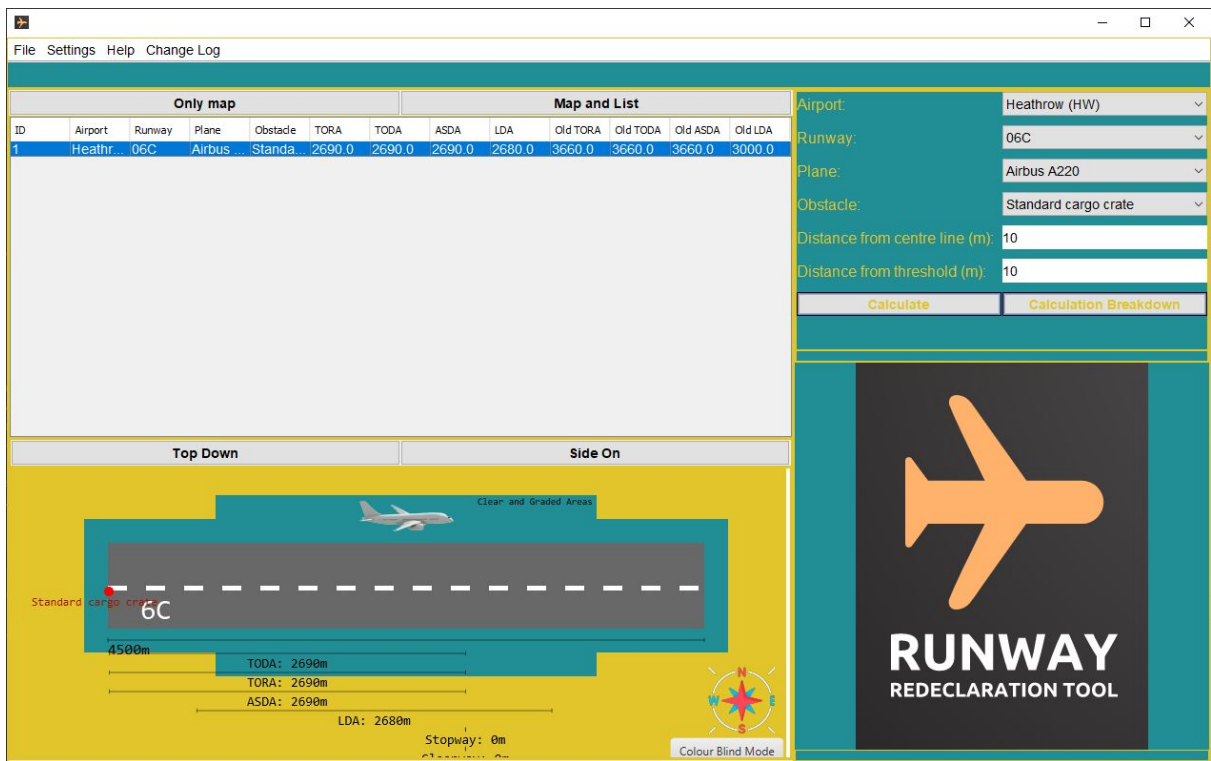 File Settings Help Change Log
Only map Map and List
ID Airport Runway Plane Obstacle TORA TODA ASDA LDA Old TORA Old TODA Old ASDA Old LDA
1 Heathr... 06C Airbus ... Standa... 2690.0 2690.0 2690.0 2680.0 3660.0 3660.0 3660.0 3000.0
Airport: Heathrow (HW)
Runway: 06C
Plane: Airbus A220
Obstacle: Standard cargo crate
Distance from centre line (m): 10
Distance from threshold (m): 10
Calculate Calculation Breakdown
Top Down Side On
Clear and Graded Areas
Standard cargo crate
6C
4500m
TODA: 2690m
TORA: 2690m
ASDA: 2690m
LDA: 2680m
Stopway: 0m
N
W E
S
Colour Blind Mode
RUNWAY
REDECLARATION TOOL